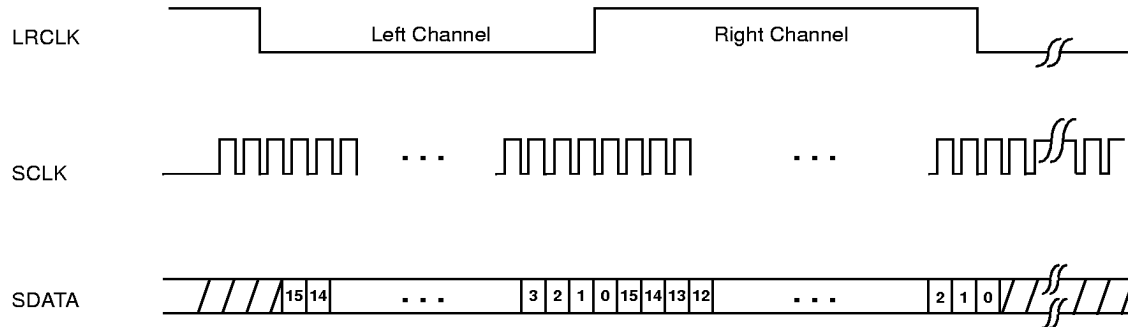 LRCLK Left Channel Right Channel
SCLK . . . . . .
SDATA 15 14 . . . 3 2 1 0 15 14 13 12 . . . 2 1 0